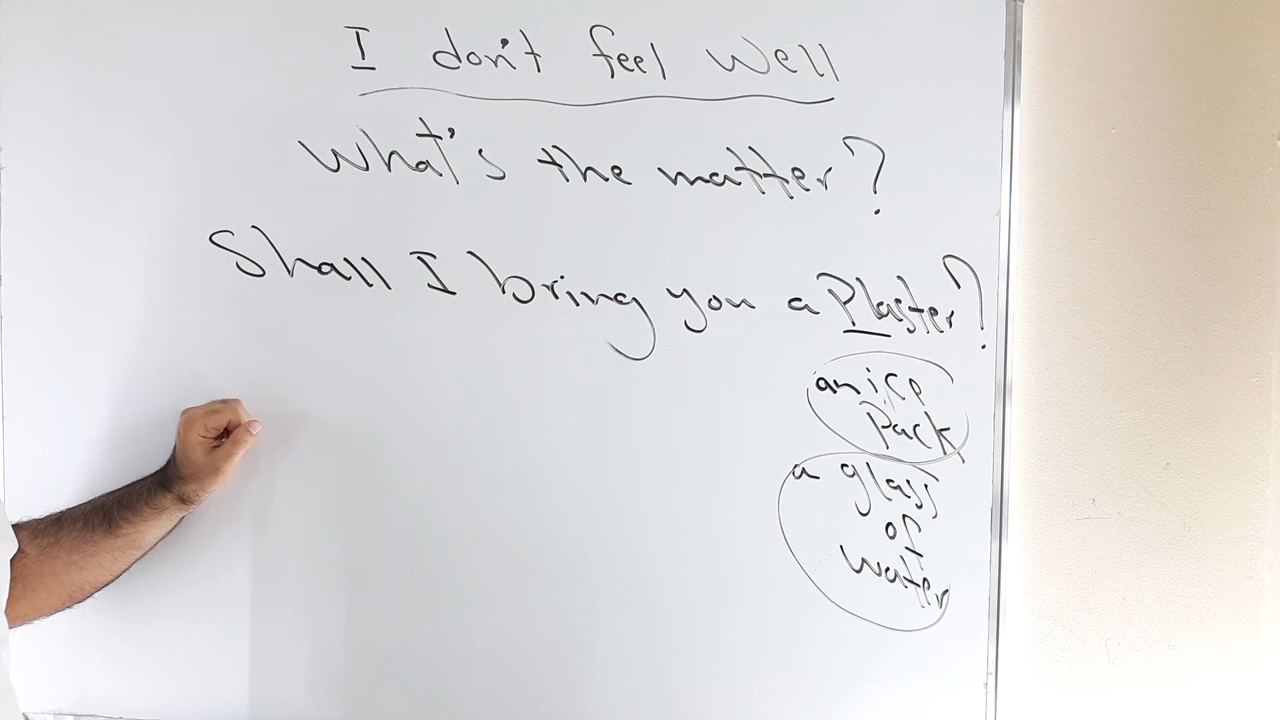 I don't feel well
What's the matter?
Shall I bring you a Plaster?
an ice
Pack
a glass
of
water